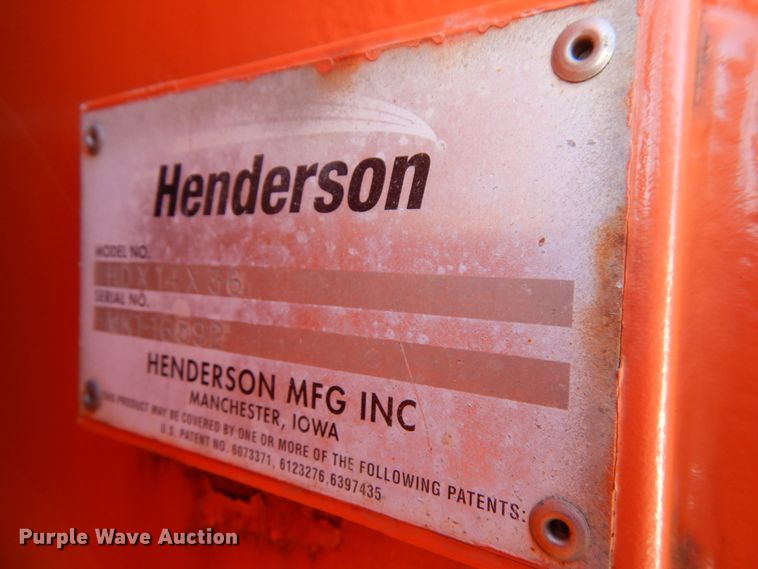 Henderson
MODEL NO.
SERIAL NO.
HENDERSON MFG INC
MANCHESTER, IOWA
THIS PRODUCT MAY BE COVERED BY ONE OR MORE OF THE FOLLOWING PATENTS:
U.S. PATENT NO. 6073371, 6123276,6397435
Purple Wave Auction